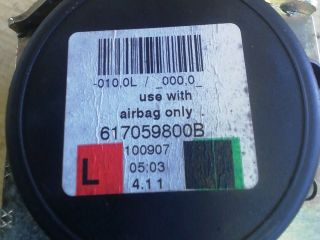 -010.0L / _000.0_
use with
airbag only
617059800B
100907
L
05:03
4.11